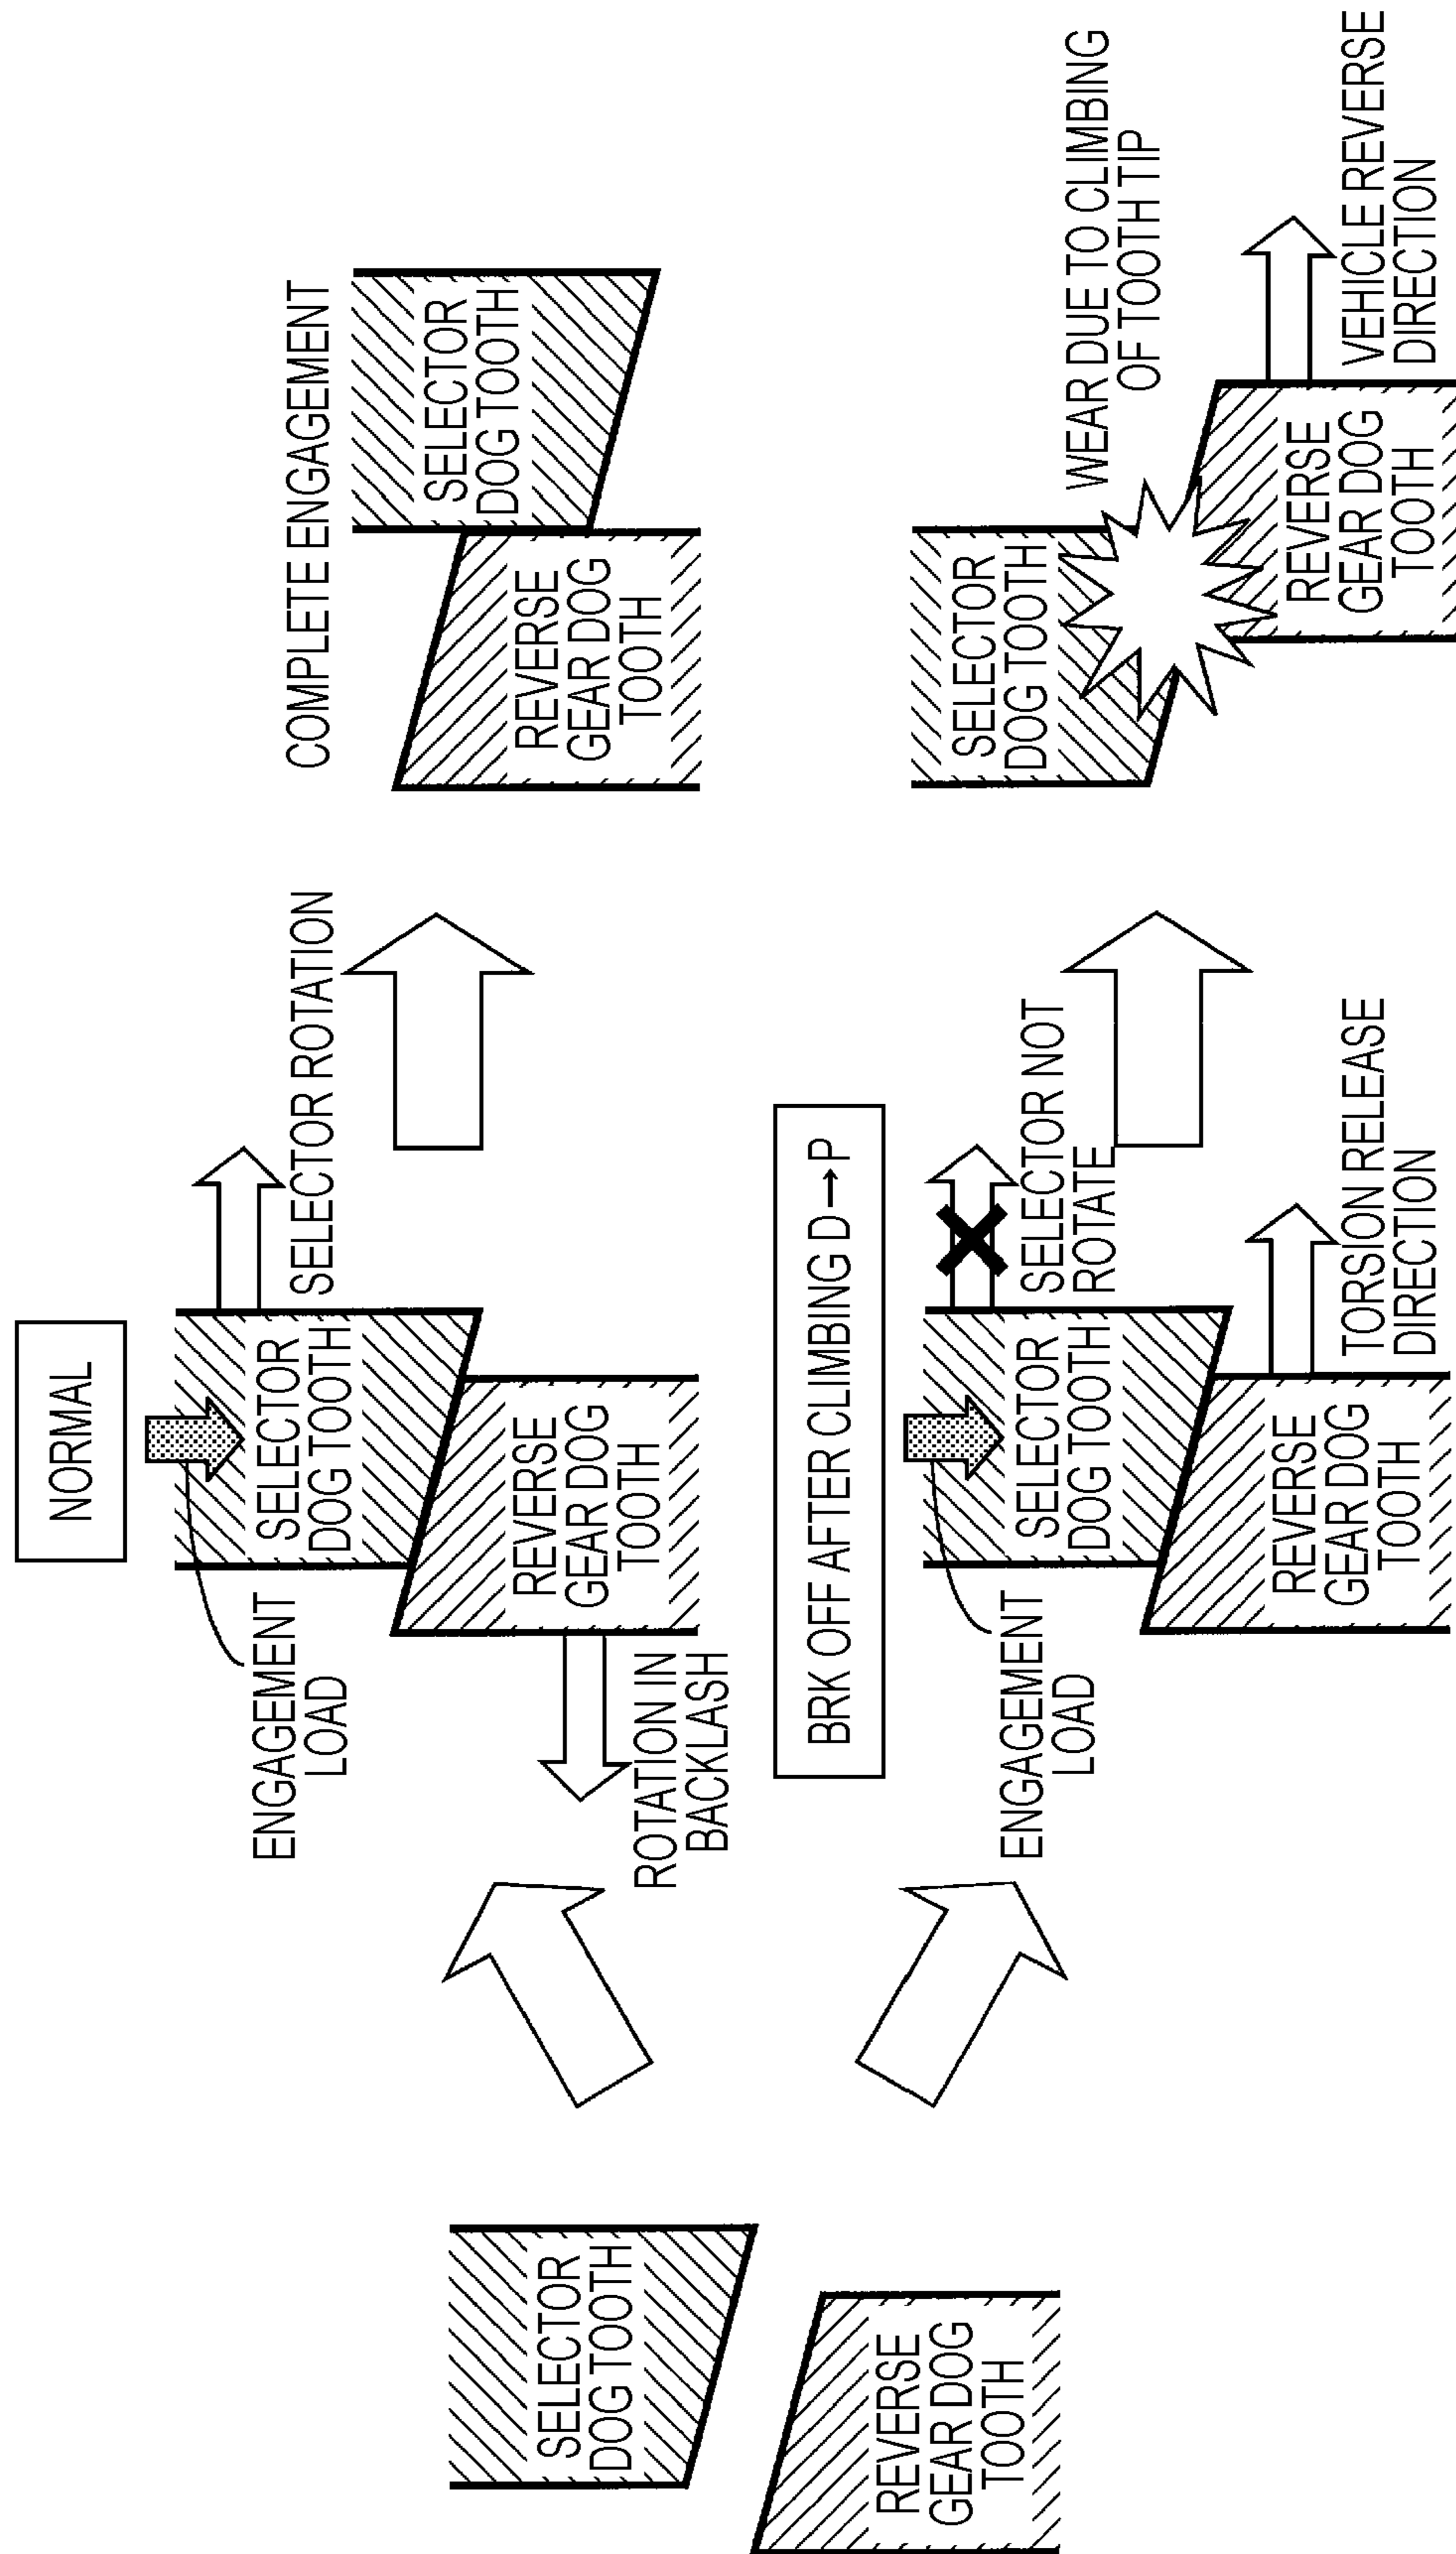 SELECTOR
DOG TOOTH
REVERSE
GEAR DOG
TOOTH
NORMAL
ENGAGEMENT
LOAD
SELECTOR
DOG TOOTH
SELECTOR ROTATION
REVERSE
GEAR DOG
TOOTH
ROTATION IN
BACKLASH
COMPLETE ENGAGEMENT
SELECTOR
DOG TOOTH
REVERSE
GEAR DOG
TOOTH
BRK OFF AFTER CLIMBING D→P
ENGAGEMENT
LOAD
SELECTOR
DOG TOOTH
SELECTOR NOT
ROTATE
REVERSE
GEAR DOG
TOOTH
TORSION RELEASE
DIRECTION
SELECTOR
DOG TOOTH
WEAR DUE TO CLIMBING
OF TOOTH TIP
REVERSE
GEAR DOG
TOOTH
VEHICLE REVERSE
DIRECTION